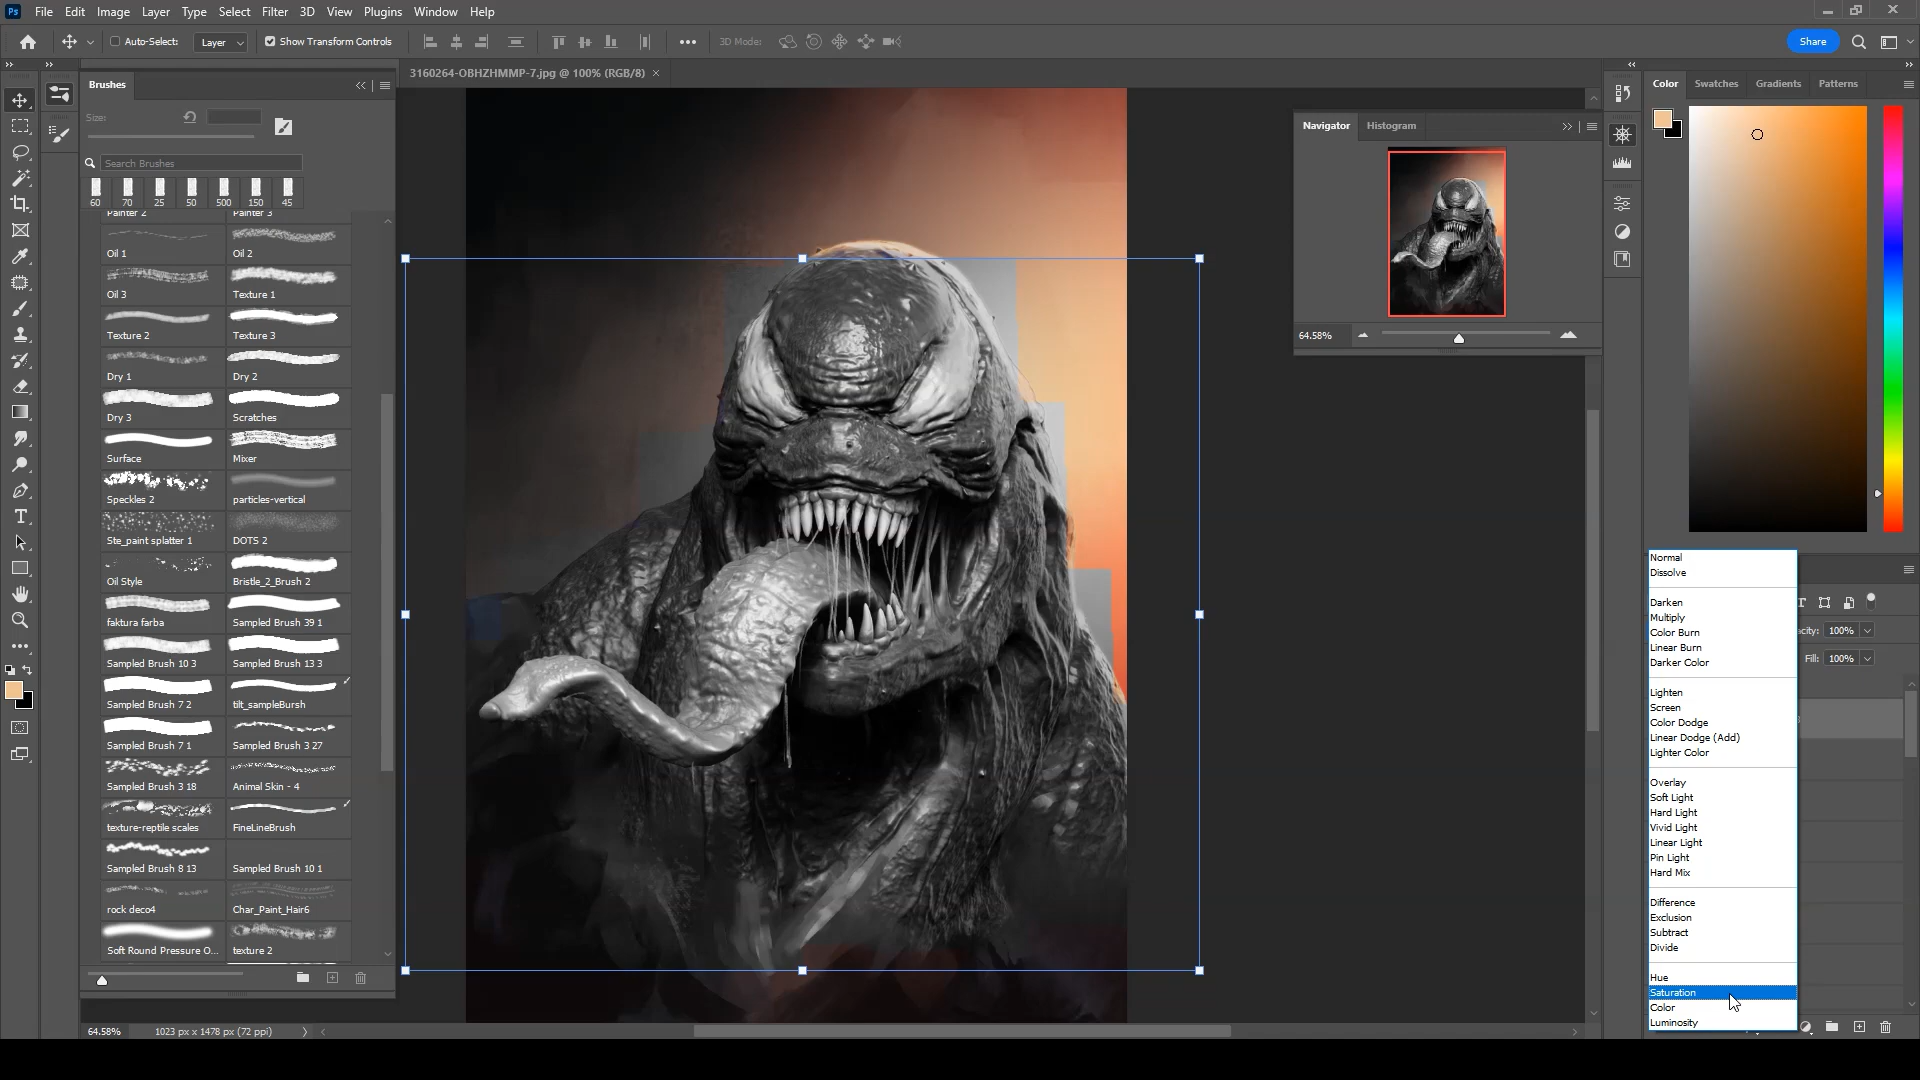 Ps File Edit Image Layer Type Select Filter 3D View Plugins Window Help
Auto-Select: Layer Show Transform Controls 3D Mode: Share
Brushes
3160264-OBHZHMMP-7.jpg @ 100% (RGB/8)
Color Swatches Gradients Patterns
Size:
Navigator Histogram
Search Brushes
60 70 25 50 500 150 45
Painter 2 Painter 3
Oil 1 Oil 2
Oil 3 Texture 1
Texture 2 Texture 3
64.58%
Dry 1 Dry 2
Dry 3 Scratches
Surface Mixer
Speckles 2 particles-vertical
Ste_paint splatter 1 DOTS 2
Oil Style Bristle_2_Brush 2
faktura farba Sampled Brush 39 1
Sampled Brush 10 3 Sampled Brush 13 3
Sampled Brush 7 2 tilt_sampleBursh
Sampled Brush 7 1 Sampled Brush 3 27
Sampled Brush 3 18 Animal Skin - 4
texture-reptile scales FineLineBrush
Sampled Brush 8 13 Sampled Brush 10 1
rock deco4 Char_Paint_Hair6
Soft Round Pressure O... texture 2
Normal
Dissolve
Darken
Multiply
Color Burn
Linear Burn
Darker Color
Lighten
Screen
Color Dodge
Linear Dodge (Add)
Lighter Color
Overlay
Soft Light
Hard Light
Vivid Light
Linear Light
Pin Light
Hard Mix
Difference
Exclusion
Subtract
Divide
Hue
Saturation
Color
Luminosity
acity: 100%
Fill: 100%
64.58% 1023 px x 1478 px (72 ppi)